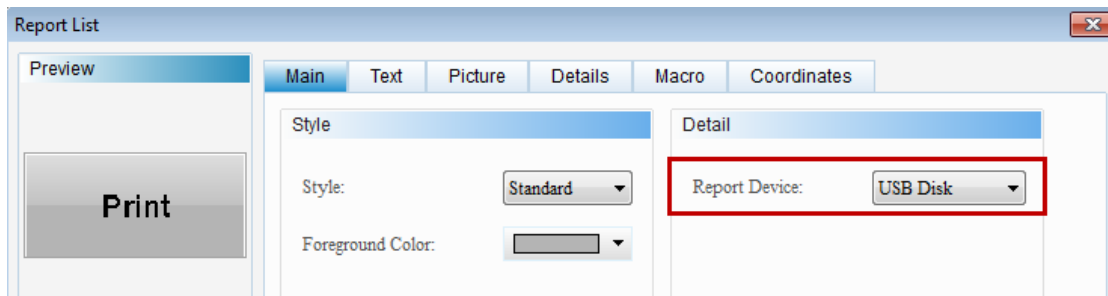 Report List
Preview
Main Text Picture Details Macro Coordinates
Style
Detail
Style: Standard
Report Device: USB Disk
Print
Foreground Color: